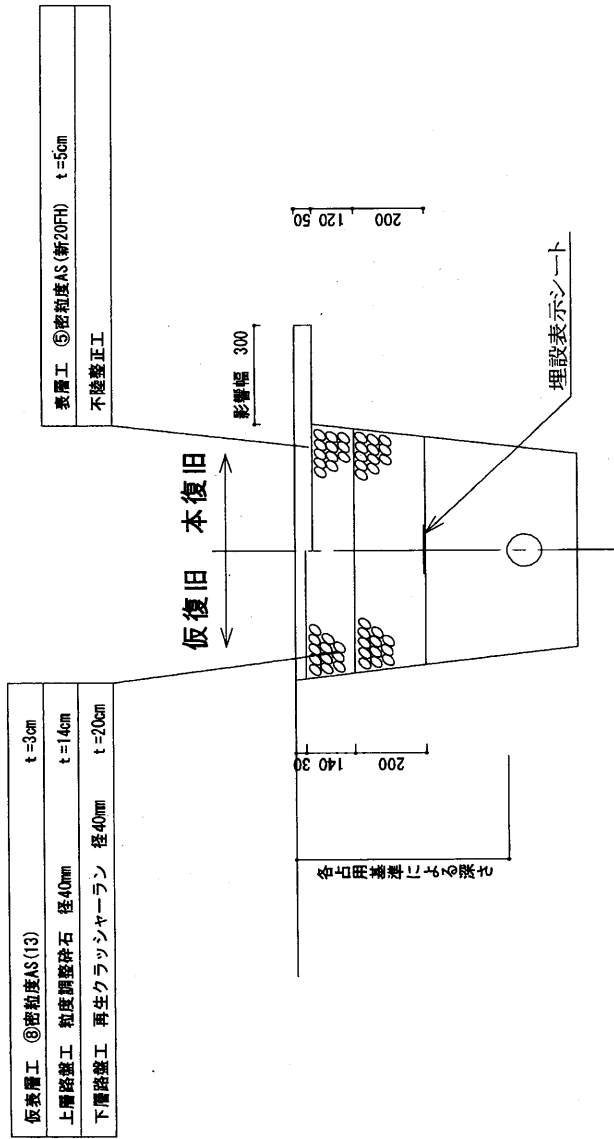 仮表層工 ⑧密粒度AS(13) t=3cm
上層路盤工 粒度調整砕石 径40mm t=14cm
下層路盤工 再生クラッシャーラン 径40mm t=20cm
表層工 ⑤密粒度AS(新20FH) t=5cm
不陸整正工
仮復旧 本復旧
影響幅 300
30
140
200
50
120
200
各占用基準による深さ
埋設表示シート